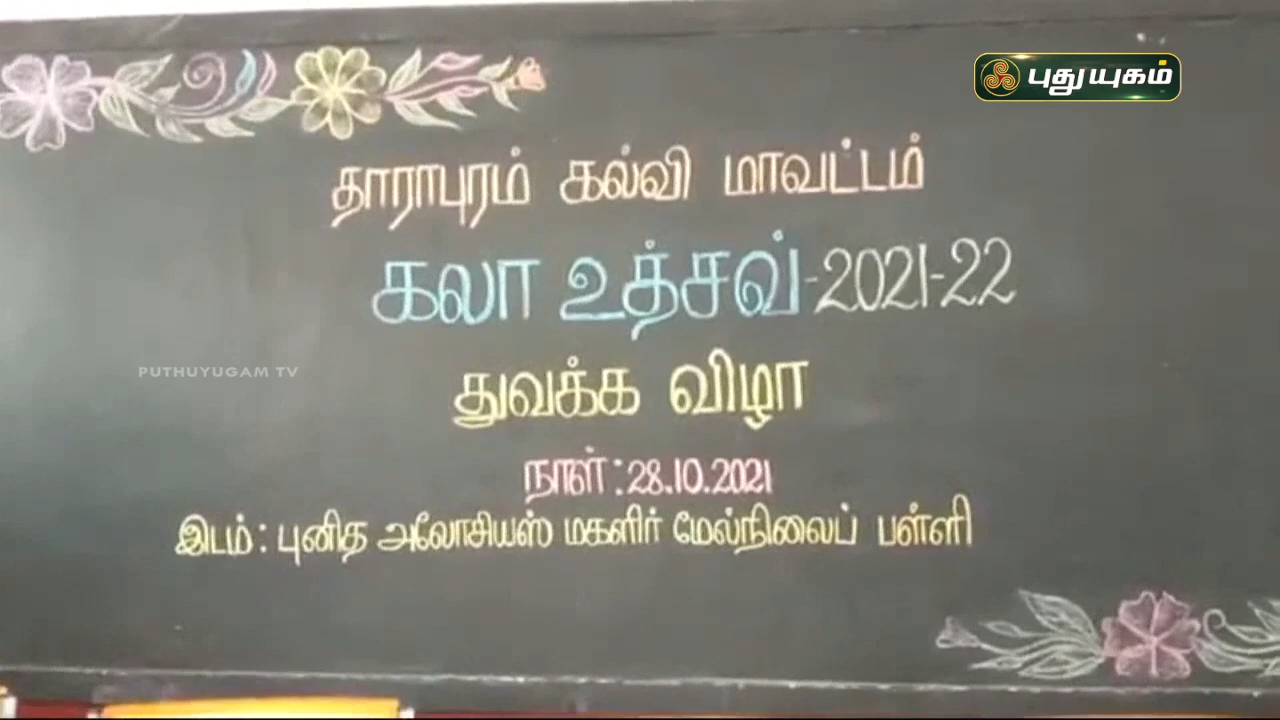 புதுயுகம்
தாராபுரம் கல்வி மாவட்டம்
கலா உத்சவ்-2021-22
PUTHUYUGAM TV
துவக்க விழா
நாள்:28.10.2021
இடம்: புனித அலோசியஸ் மகளிர் மேல்நிலைப் பள்ளி